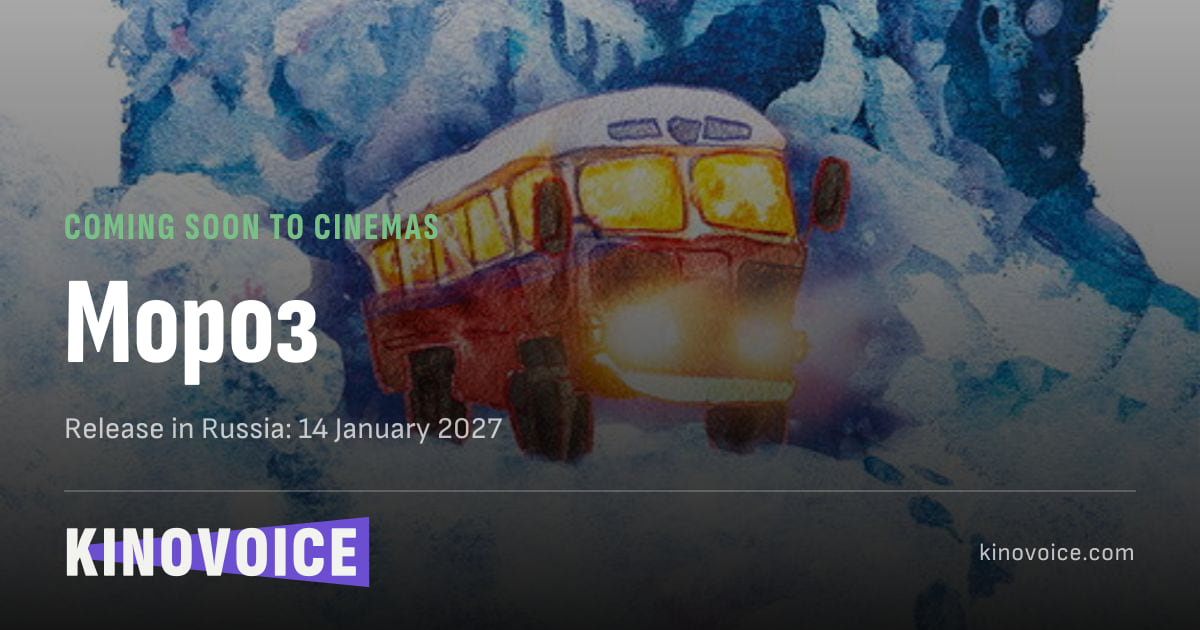 COMING SOON TO CINEMAS
Мороз
Release in Russia: 14 January 2027
KINOVOICE
kinovoice.com